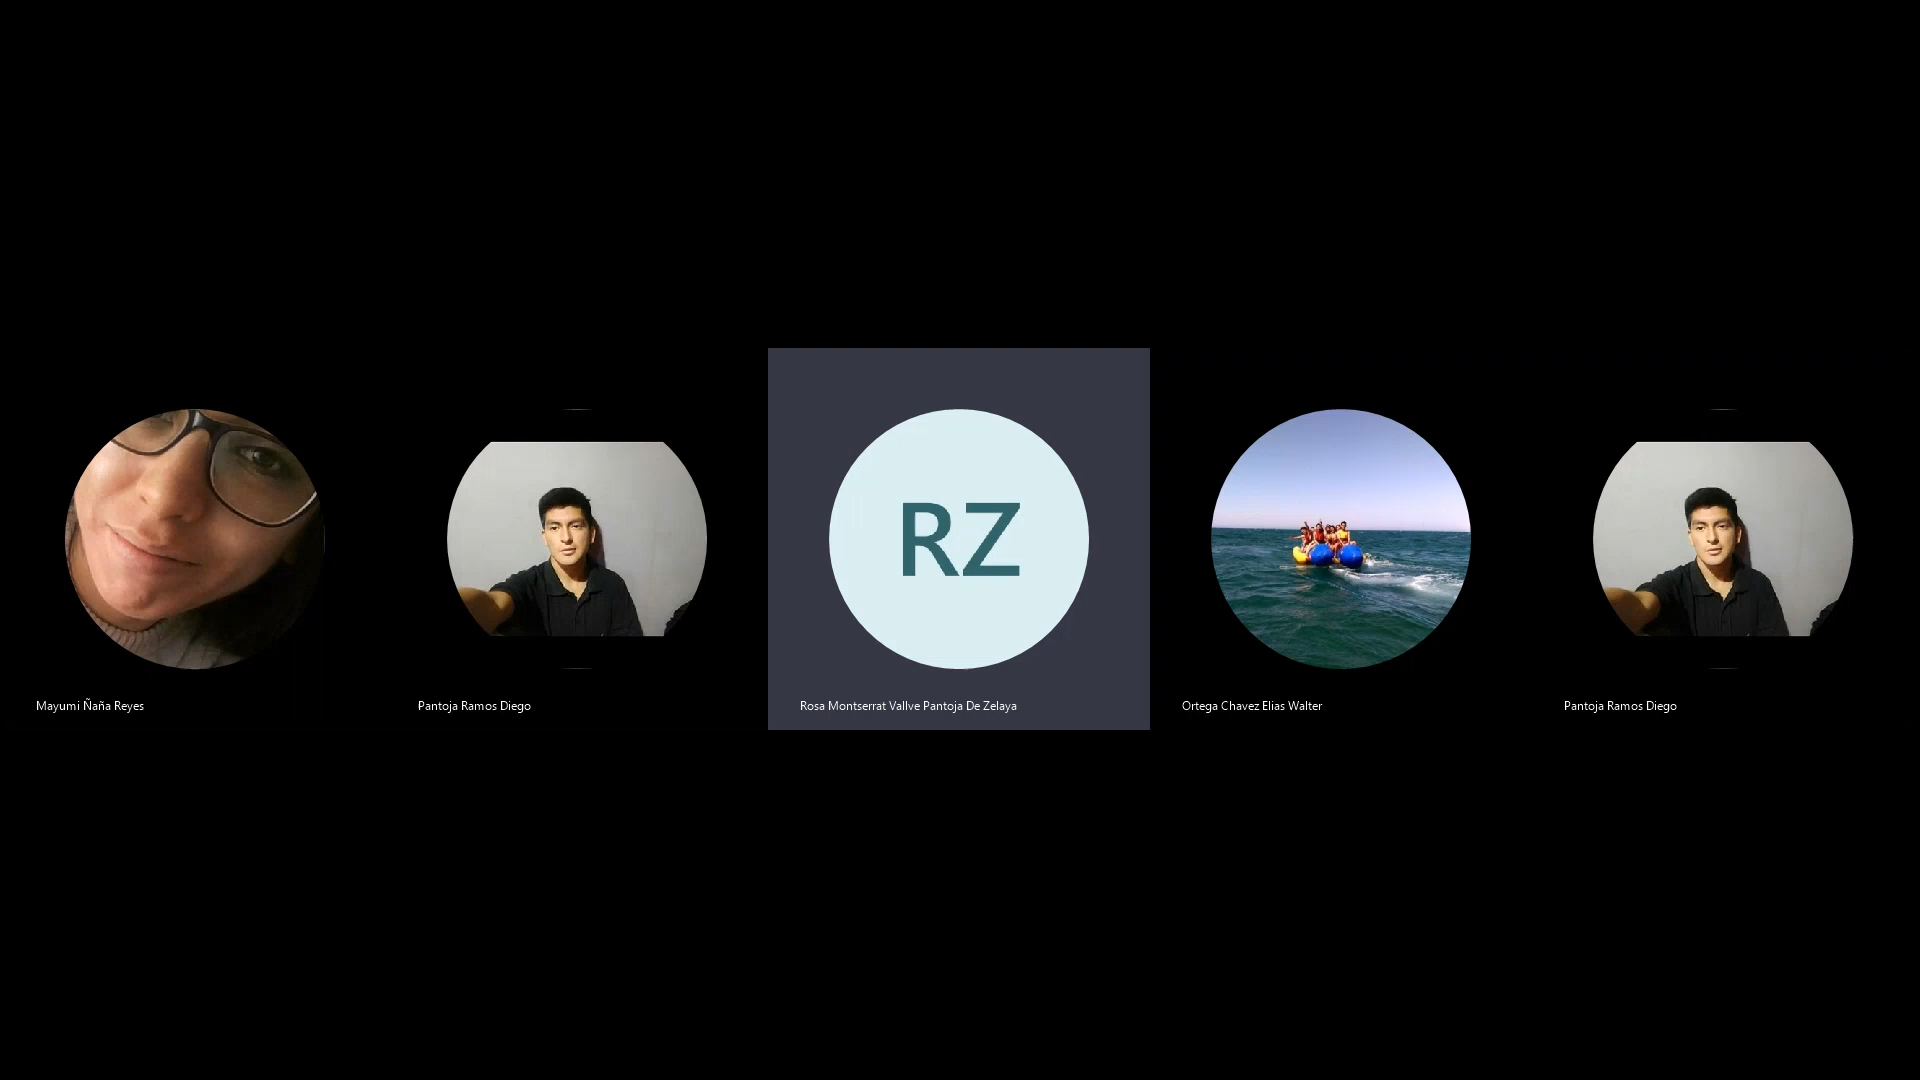 RZ
Mayumi Ñaña Reyes
Pantoja Ramos Diego
Rosa Montserrat Vallve Pantoja De Zelaya
Ortega Chavez Elias Walter
Pantoja Ramos Diego